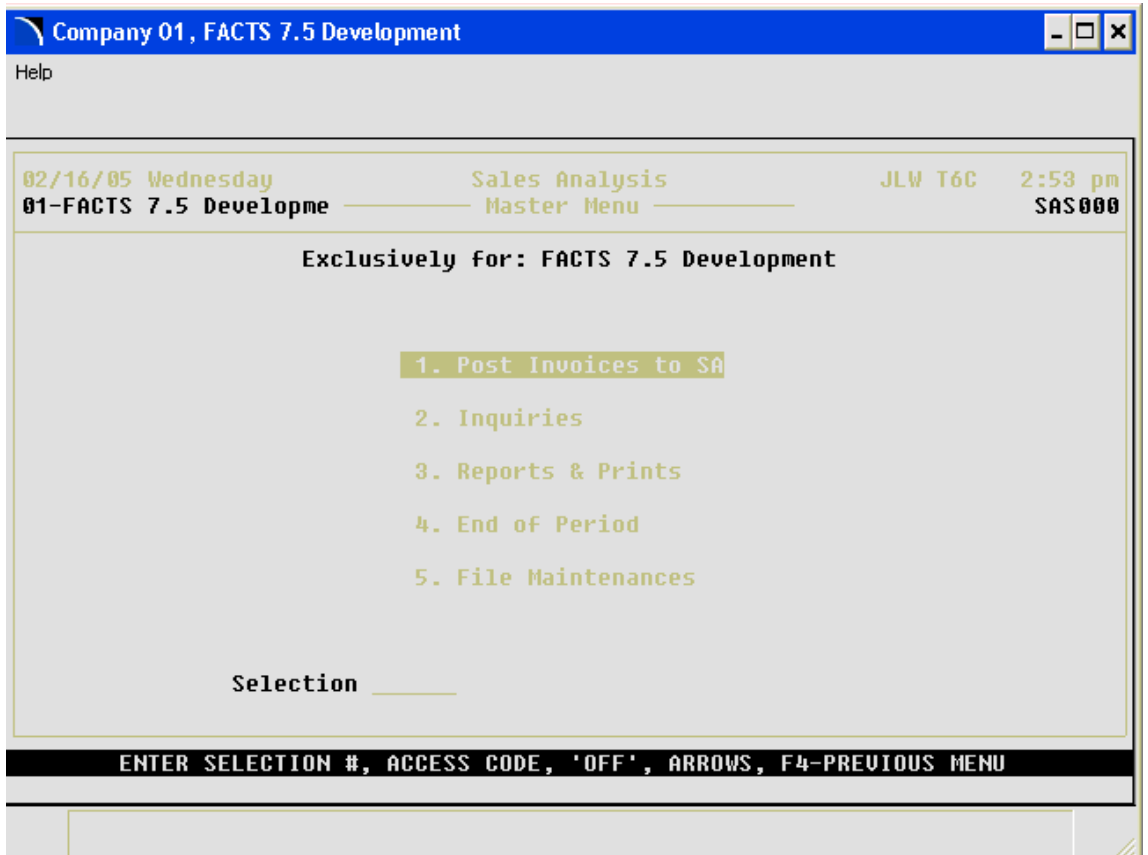 Company 01, FACTS 7.5 Development
Help
02/16/05 Wednesday Sales Analysis JLW T6C 2:53 pm
01-FACTS 7.5 Developme Master Menu SAS000
Exclusively for: FACTS 7.5 Development
1. Post Invoices to SA
2. Inquiries
3. Reports & Prints
4. End of Period
5. File Maintenances
Selection ______
ENTER SELECTION #, ACCESS CODE, 'OFF', ARROWS, F4-PREVIOUS MENU